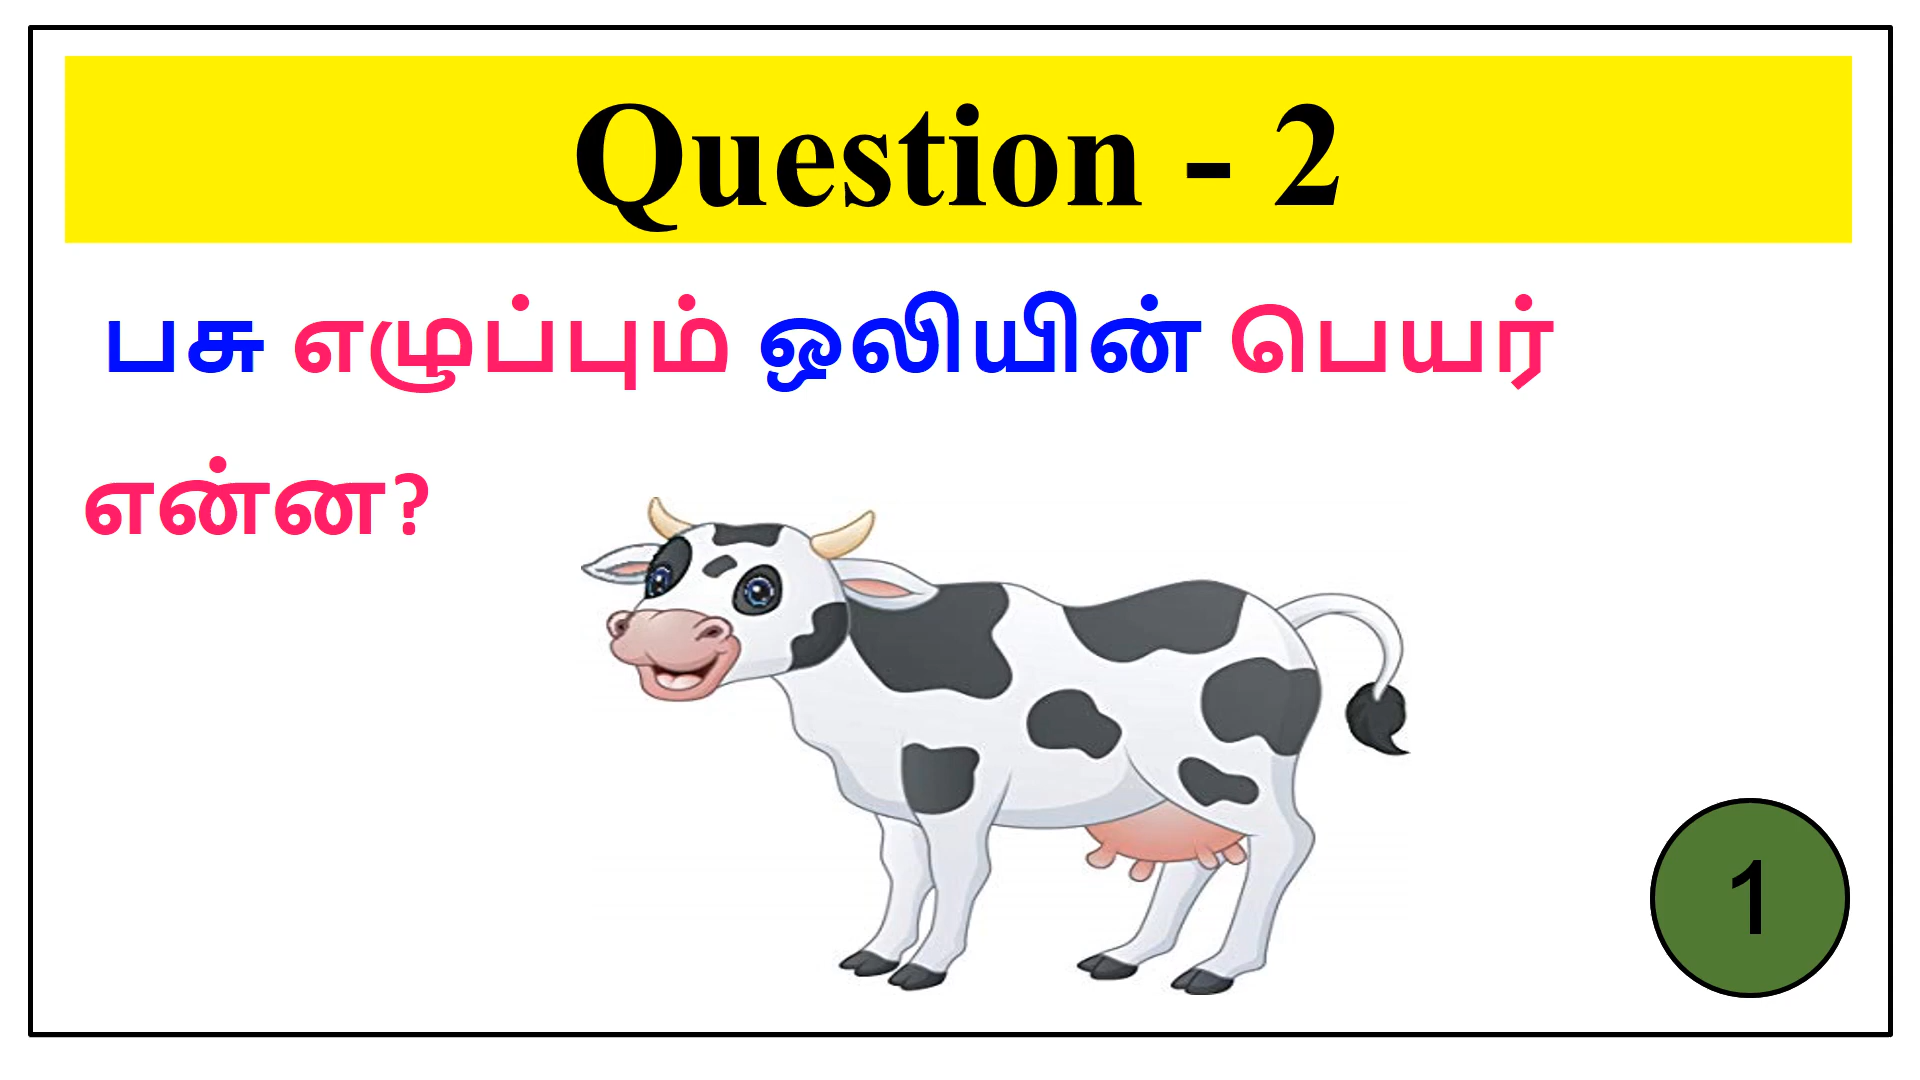 Question - 2
பசு எழுப்பும் ஒலியின் பெயர்
என்ன?
1